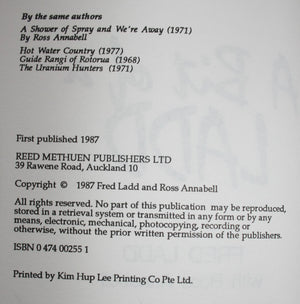 By the same authors
A Shower of Spray and We're Away (1971)
By Ross Annabell
Hot Water Country (1977)
Guide Rangi of Rotorua (1968)
The Uranium Hunters (1971)
First published 1987
REED METHUEN PUBLISHERS LTD
39 Rawene Road, Auckland 10
Copyright © 1987 Fred Ladd and Ross Annabell
All rights reserved. No part of this publication may be reproduced,
stored in a retrieval system or transmitted in any form or by any
means, electronic, mechanical, photocopying, recording or
otherwise, without the prior written permission of the publishers.
ISBN 0 474 00255 1
Printed by Kim Hup Lee Printing Co Pte Ltd.